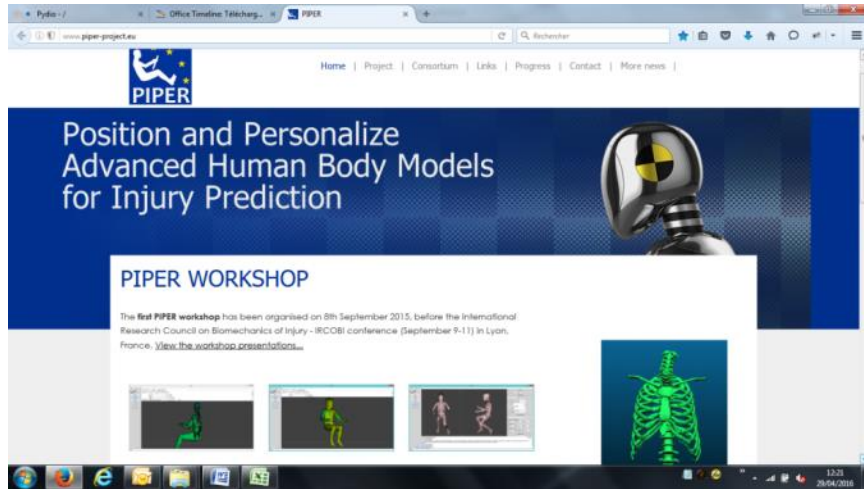 Pydio - /
Office Timeline: Télécharg...
PIPER
www.piper-project.eu
Rechercher
PIPER
Home | Project | Consortium | Links | Progress | Contact | More news |
Position and Personalize
Advanced Human Body Models
for Injury Prediction
PIPER WORKSHOP
The first PIPER workshop has been organised on 8th September 2015, before the International
Research Council on Biomechanics of Injury - IRCOBI conference (September 9-11) in Lyon,
France. View the workshop presentations...
12:21
29/04/2016